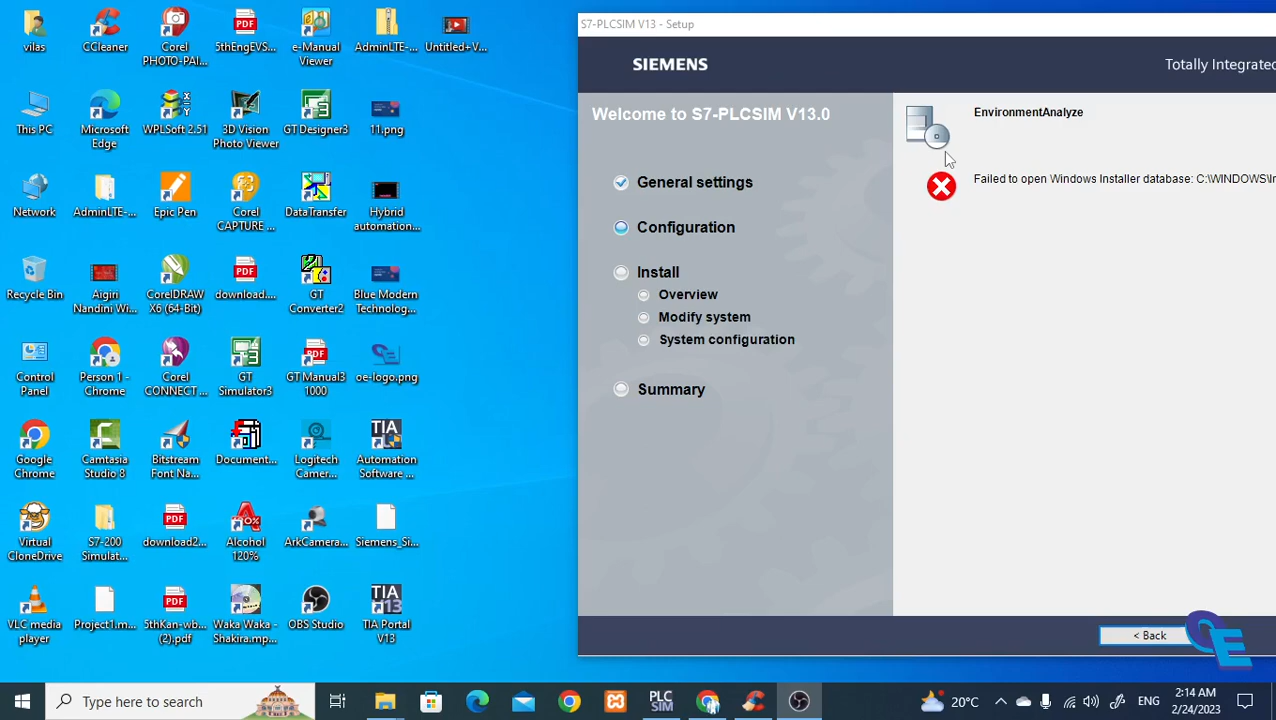 vilas
CCleaner
Corel
PHOTO-PAI...
5thEngEVS...
e-Manual
Viewer
AdminLTE-...
Untitled+V...
This PC
Microsoft
Edge
WPLSoft 2.51
3D Vision
Photo Viewer
GT Designer3
11.png
Network
AdminLTE-...
Epic Pen
Corel
CAPTURE ...
DataTransfer
Hybrid
automation...
Recycle Bin
Aigiri
Nandini Wi...
CorelDRAW
X6 (64-Bit)
download....
GT
Converter2
Blue Modern
Technolog...
Control
Panel
Person 1 -
Chrome
Corel
CONNECT ...
GT
Simulator3
GT Manual3
1000
oe-logo.png
Google
Chrome
Camtasia
Studio 8
Bitstream
Font Na...
Document...
Logitech
Camer...
TIA
Automation
Software ...
Virtual
CloneDrive
S7-200
Simulat...
download2...
Alcohol
120%
ArkCamera...
Siemens_Si...
VLC media
player
Project1.m...
5thKan-wb...
(2).pdf
Waka Waka -
Shakira.mp...
OBS Studio
TIA
13
TIA Portal
V13
S7-PLCSIM V13 - Setup
SIEMENS
Totally Integrated
Welcome to S7-PLCSIM V13.0
General settings
Configuration
Install
Overview
Modify system
System configuration
Summary
EnvironmentAnalyze
Failed to open Windows Installer database: C:\WINDOWS\In
< Back
Type here to search
PLC
SIM
20°C
ENG
2:14 AM
2/24/2023